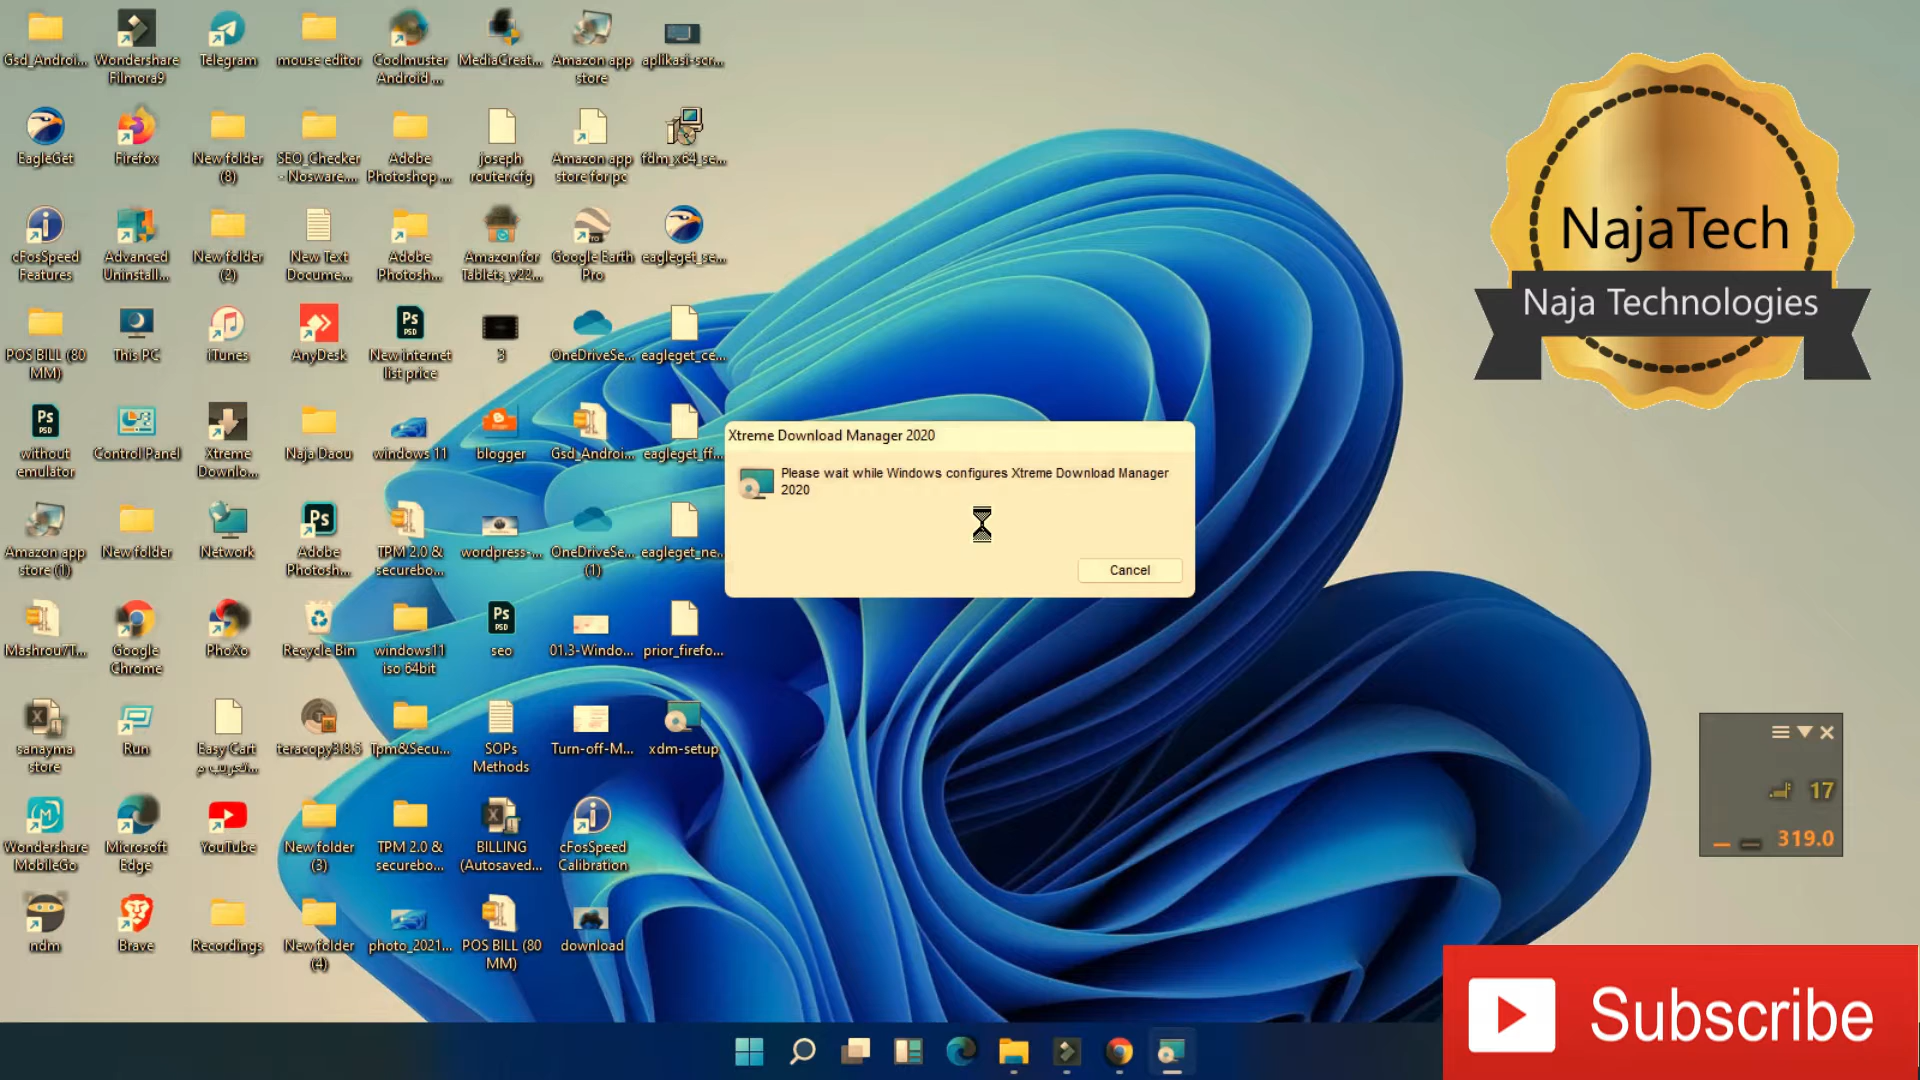 Gsd_Androi...
Wondershare
Filmora9
Telegram
mouse editor
Coolmuster
Android ...
MediaCreat...
Amazon app
store
aplikasi-scr...
EagleGet
Firefox
New folder
(8)
SEO_Checker
- Nosware....
Adobe
Photoshop ...
joseph
router.cfg
Amazon app
store for pc
fdm_x64_se...
cFosSpeed
Features
Advanced
Uninstall...
New folder
(2)
New Text
Docume...
Adobe
Photosh...
Amazon for
Tablets_v22...
Google Earth
Pro
eagleget_se...
POS BILL (80
MM)
This PC
iTunes
AnyDesk
New internet
list price
3
OneDriveSe...
eagleget_ce...
without
emulator
Control Panel
Xtreme
Downlo...
Naja Daou
windows 11
blogger
Gsd_Androi...
eagleget_ff...
Amazon app
store (1)
New folder
Network
Adobe
Photosh...
TPM 2.0 &
securebo...
wordpress-...
OneDriveSe...
(1)
eagleget_ne...
Mashrou7T...
Google
Chrome
PhoXo
Recycle Bin
windows11
iso 64bit
seo
01.3-Windo...
prior_firefo...
sanayma
store
Run
Easy Cart
teracopy3.8.5
Tpm&Secu...
SOPs
Methods
Turn-off-M...
xdm-setup
Wondershare
MobileGo
Microsoft
Edge
YouTube
New folder
(3)
TPM 2.0 &
securebo...
BILLING
(Autosaved...
cFosSpeed
Calibration
ndm
Brave
Recordings
New folder
(4)
photo_2021...
POS BILL (80
MM)
download
Xtreme Download Manager 2020
Please wait while Windows configures Xtreme Download Manager
2020
Cancel
NajaTech
Naja Technologies
17
319.0
Subscribe